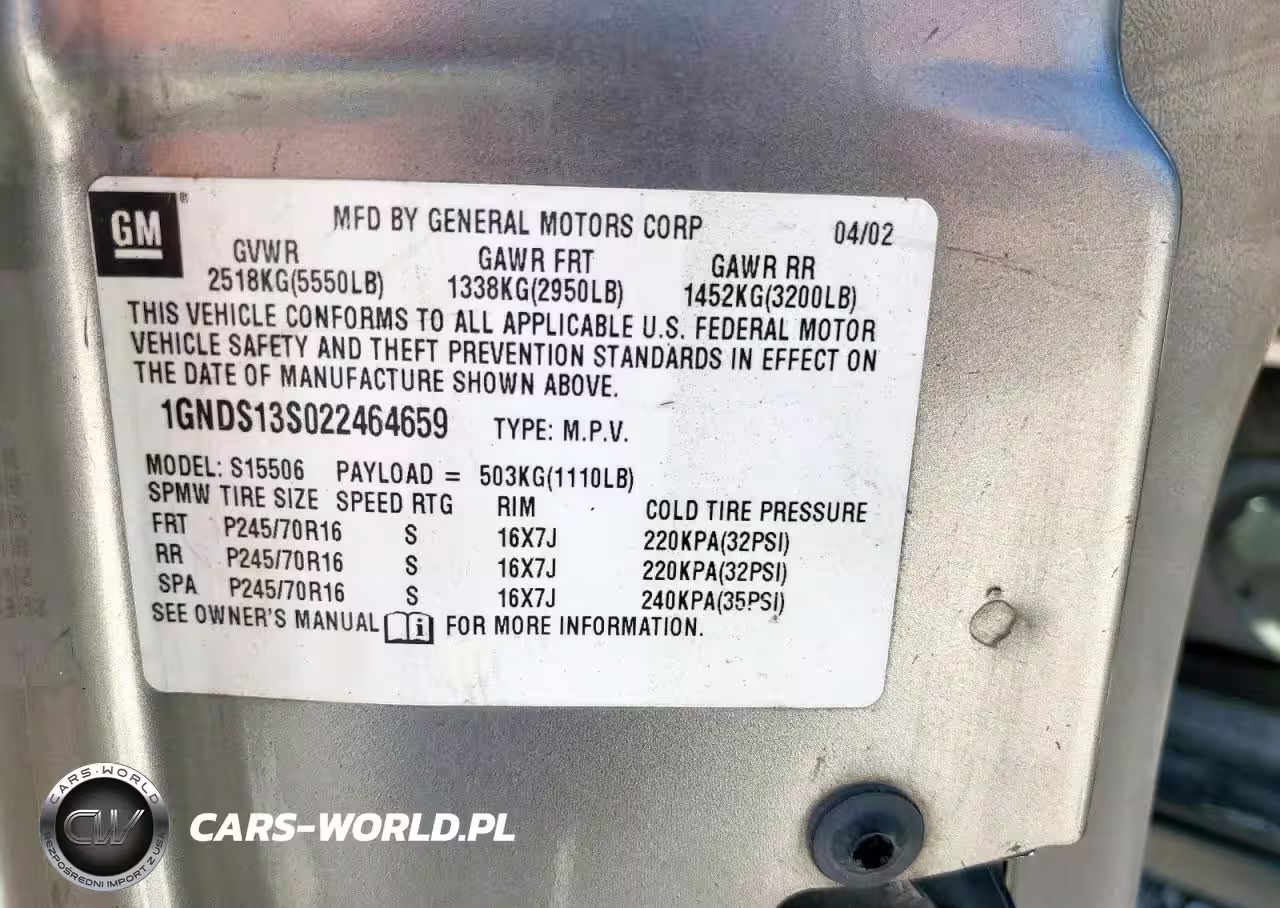 GM ® MFD BY GENERAL MOTORS CORP 04/02
GVWR GAWR FRT GAWR RR
2518KG(5550LB) 1338KG(2950LB) 1452KG(3200LB)
THIS VEHICLE CONFORMS TO ALL APPLICABLE U.S. FEDERAL MOTOR
VEHICLE SAFETY AND THEFT PREVENTION STANDARDS IN EFFECT ON
THE DATE OF MANUFACTURE SHOWN ABOVE.
1GNDS13S022464659 TYPE: M.P.V.
MODEL: S15506 PAYLOAD = 503KG(1110LB)
SPMW TIRE SIZE SPEED RTG RIM COLD TIRE PRESSURE
FRT P245/70R16 S 16X7J 220KPA(32PSI)
RR P245/70R16 S 16X7J 220KPA(32PSI)
SPA P245/70R16 S 16X7J 240KPA(35PSI)
SEE OWNER'S MANUAL i FOR MORE INFORMATION.
CARS-WORLD
CW
BEZPOŚREDNI IMPORT Z USA
CARS-WORLD.PL